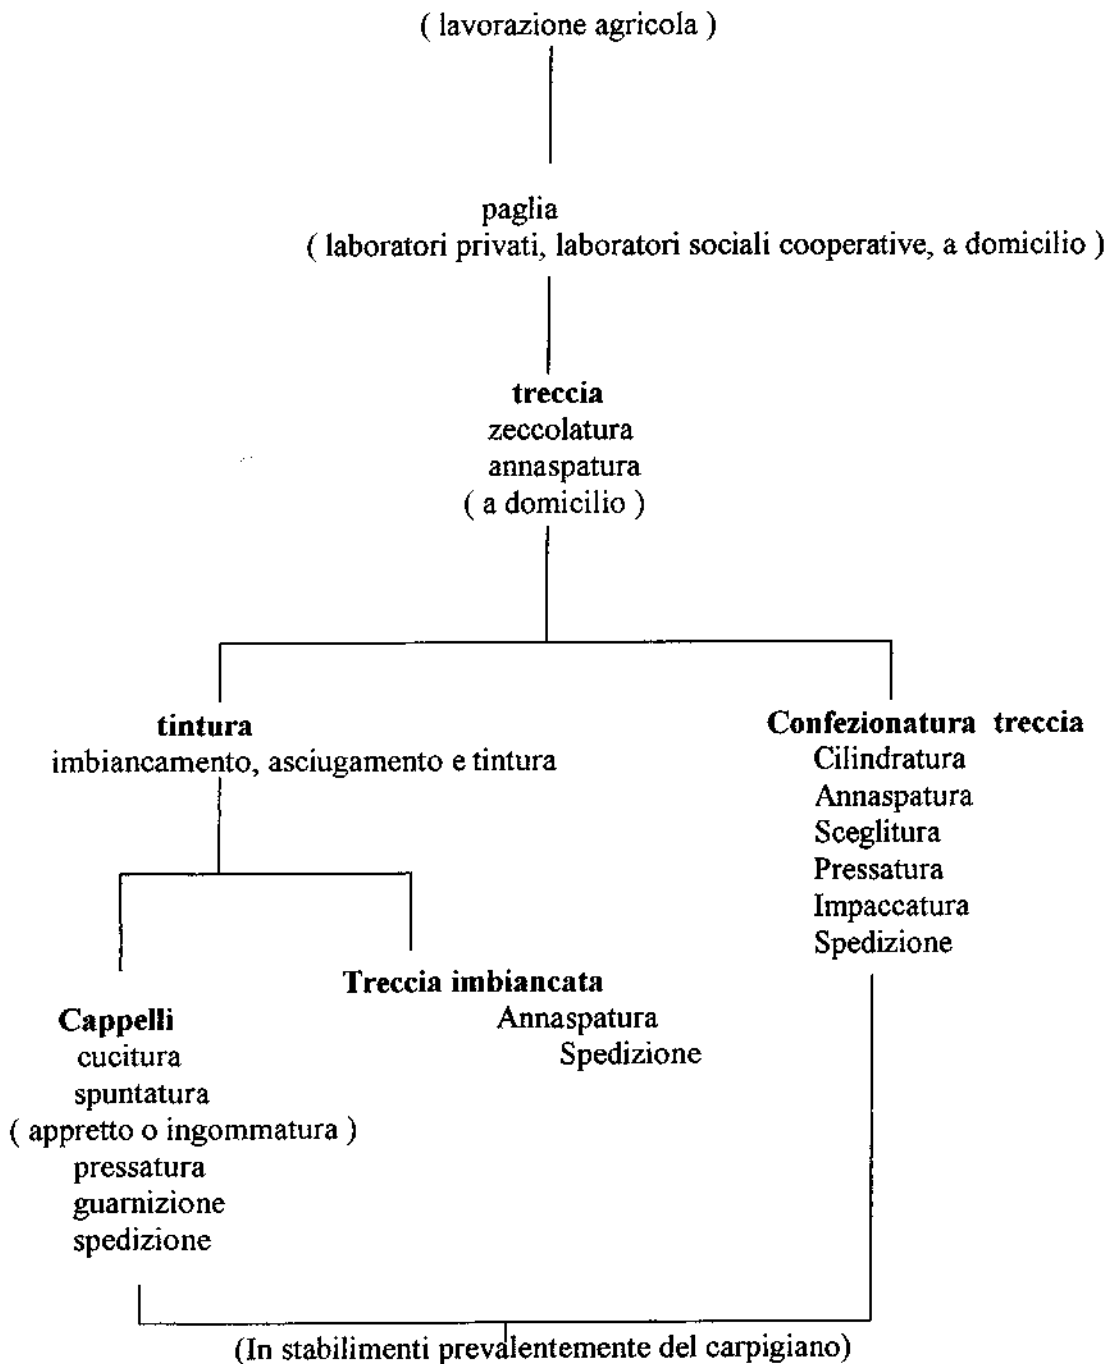 ( lavorazione agricola )
paglia
( laboratori privati, laboratori sociali cooperative, a domicilio )
treccia
zeccolatura
annaspatura
( a domicilio )
tintura
imbiancamento, asciugamento e tintura
Confezionatura treccia
Cilindratura
Annaspatura
Sceglitura
Pressatura
Impaccatura
Spedizione
Treccia imbiancata
Annaspatura
Spedizione
Cappelli
cucitura
spuntatura
( appretto o ingommatura )
pressatura
guarnizione
spedizione
(In stabilimenti prevalentemente del carpigiano)